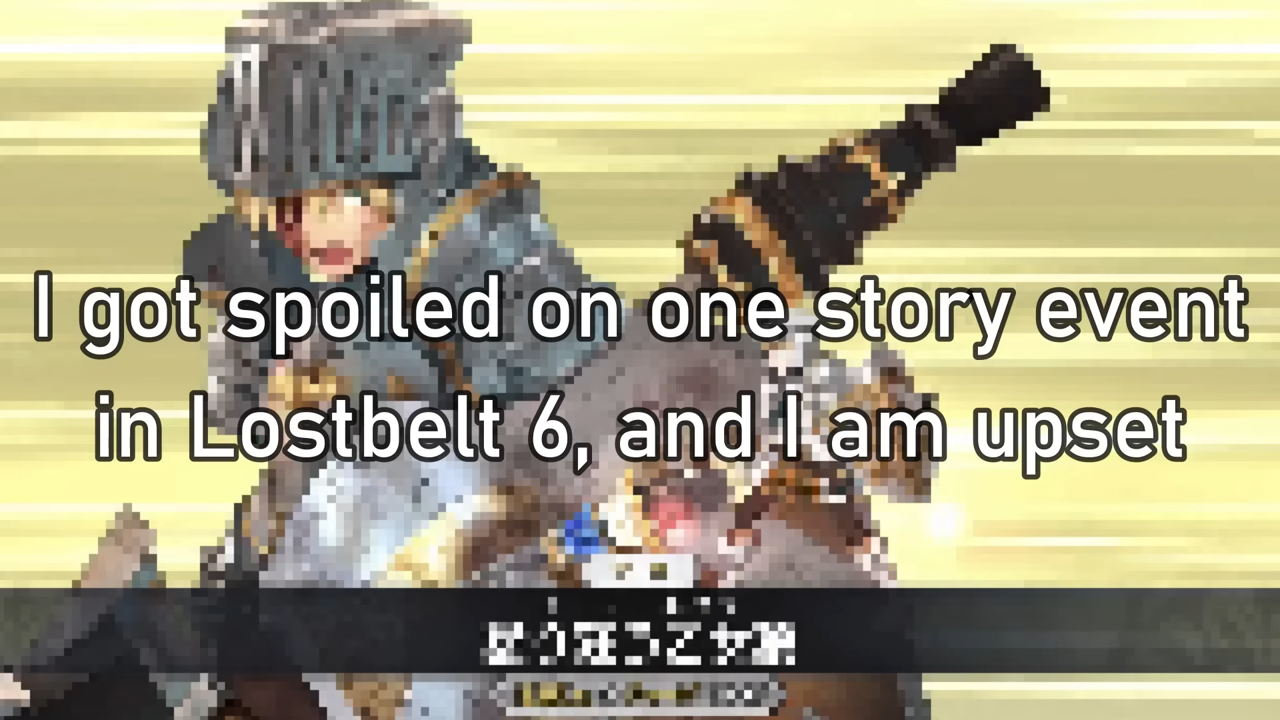 I got spoiled on one story event
in Lostbelt 6, and I am upset